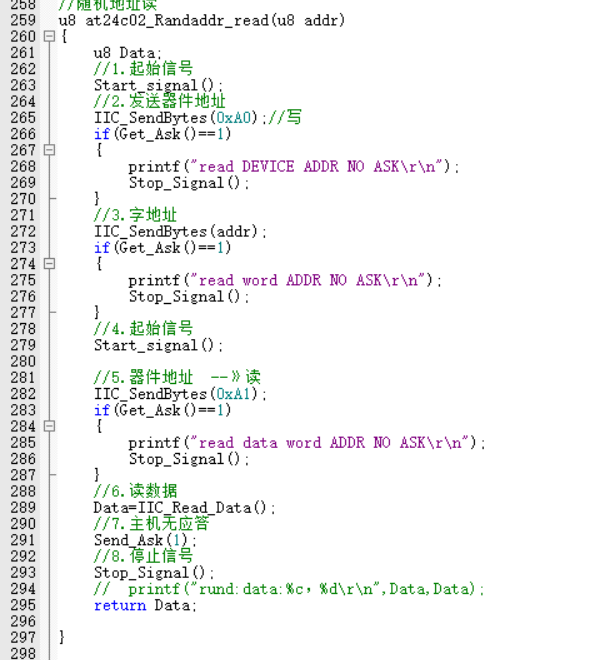 258 //随机地址读
259 u8 at24c02_Randaddr_read(u8 addr)
260 {
261 u8 Data;
262 //1.起始信号
263 Start_signal();
264 //2.发送器件地址
265 IIC_SendBytes(0xA0);//写
266 if(Get_Ask()==1)
267 {
268 printf("read DEVICE ADDR NO ASK\r\n");
269 Stop_Signal();
270 }
271 //3.字地址
272 IIC_SendBytes(addr);
273 if(Get_Ask()==1)
274 {
275 printf("read word ADDR NO ASK\r\n");
276 Stop_Signal();
277 }
278 //4.起始信号
279 Start_signal();
280
281 //5.器件地址 --》读
282 IIC_SendBytes(0xA1);
283 if(Get_Ask()==1)
284 {
285 printf("read data word ADDR NO ASK\r\n");
286 Stop_Signal();
287 }
288 //6.读数据
289 Data=IIC_Read_Data();
290 //7.主机无应答
291 Send_Ask(1);
292 //8.停止信号
293 Stop_Signal();
294 // printf("rund:data:%c，%d\r\n",Data,Data);
295 return Data;
296
297 }
298